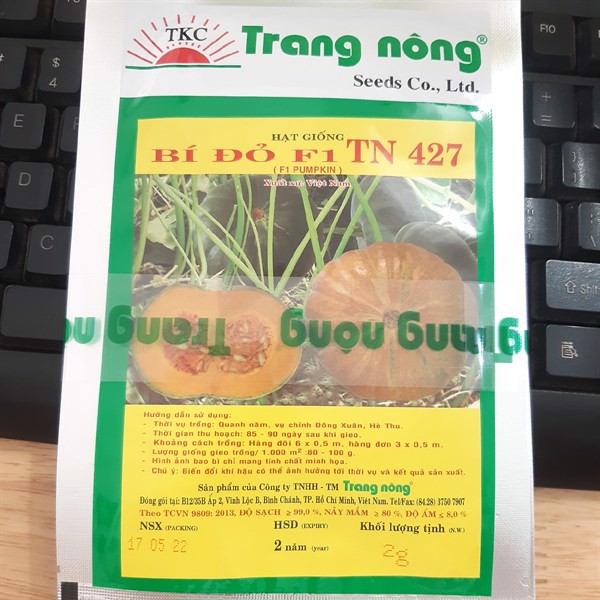 TKC
Trang nông®
Seeds Co., Ltd.
HẠT GIỐNG
BÍ ĐỎ F1 TN 427
( F1 PUMPKIN )
Xuất sứ: Việt Nam
Trang nông Trang nông
Hướng dẫn sử dụng:
- Thời vụ trồng: Quanh năm, vụ chính Đông Xuân, Hè Thu.
- Thời gian thu hoạch: 85 - 90 ngày sau khi gieo.
- Khoảng cách trồng: Hàng đôi 6 x 0,5 m, hàng đơn 3 x 0,5 m.
- Lượng giống gieo trồng/ 1.000 m² :80 - 100 g.
- Hình ảnh bao bì chỉ mang tính chất minh họa.
- Chú ý: Biến đổi khí hậu có thể ảnh hưởng tới thời vụ và kết quả sản xuất.
Sản phẩm của Công ty TNHH - TM Trang nông®
Đóng gói tại: B12/35B Ấp 2, Vĩnh Lộc B, Bình Chánh, TP. Hồ Chí Minh, Việt Nam. Tel/Fax: (84.28) 3750 7907
Theo TCVN 9809: 2013, ĐỘ SẠCH ≥ 99,0 %, NẢY MẦM ≥ 80 %, ĐỘ ẨM ≤ 8,0 %
NSX (PACKING) HSD (EXPIRY) Khối lượng tịnh (N.W.)
17 05 22 2 năm (year) 2g
F10
$
4
E
D
C
Shift